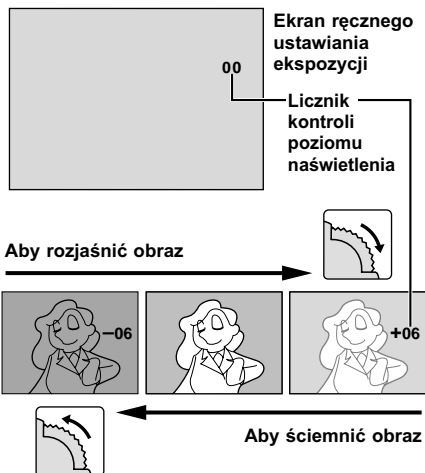 Ekran ręcznego
ustawiania
ekspozycji
00
Licznik
kontroli
poziomu
naświetlenia
Aby rozjaśnić obraz
–06
+06
Aby ściemnić obraz